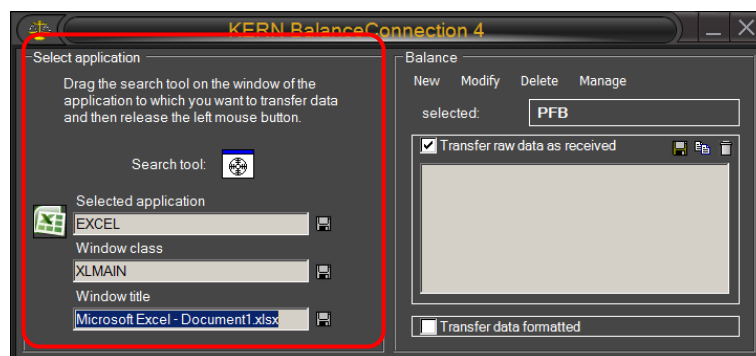 KERN BalanceConnection 4
Select application
Drag the search tool on the window of the
application to which you want to transfer data
and then release the left mouse button.
Search tool:
Selected application
EXCEL
Window class
XLMAIN
Window title
Microsoft Excel - Document1.xlsx
Balance
New Modify Delete Manage
selected: PFB
Transfer raw data as received
Transfer data formatted